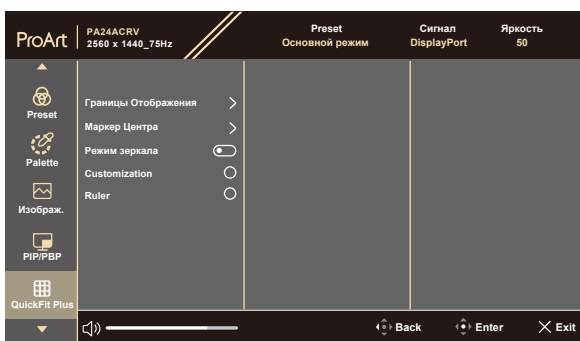 ProArt
PA24ACRV
2560 x 1440_75Hz
Preset
Основной режим
Сигнал
DisplayPort
Яркость
50
Preset
Palette
Изображ.
PIP/PBP
QuickFit Plus
Границы Отображения
Маркер Центра
Режим зеркала
Customization
Ruler
Back
Enter
Exit